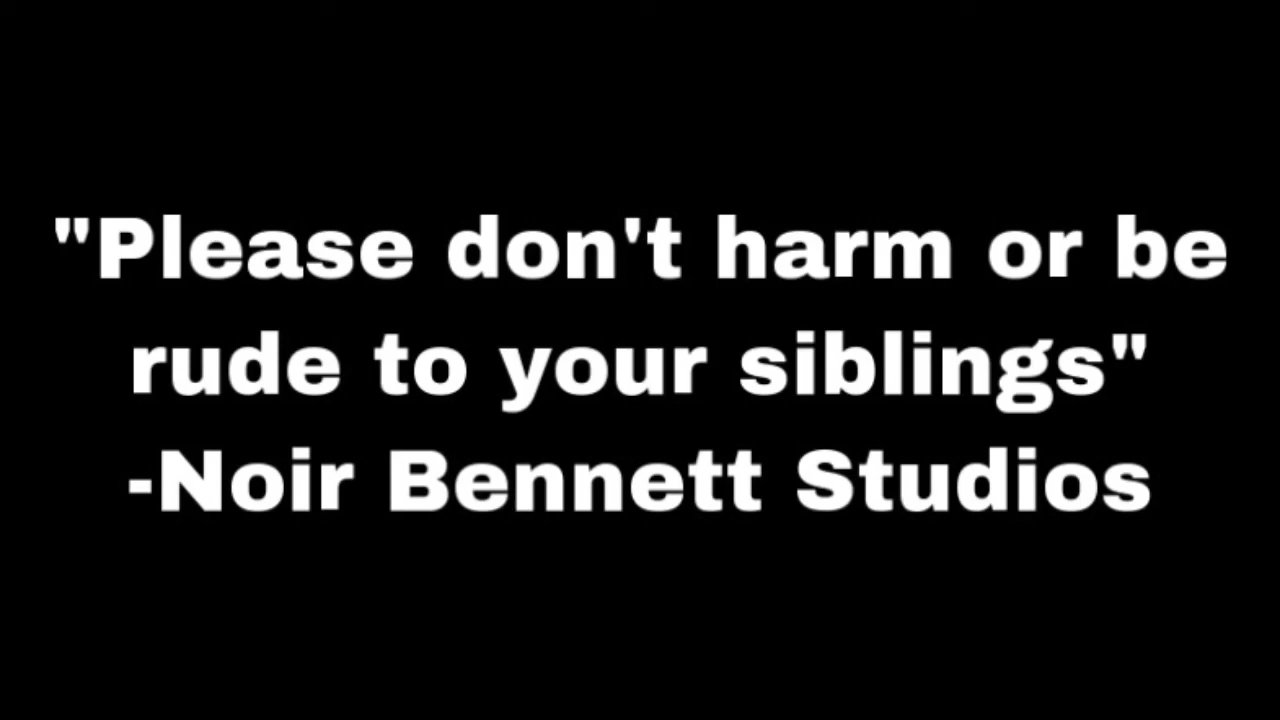 "Please don't harm or be
rude to your siblings"
-Noir Bennett Studios